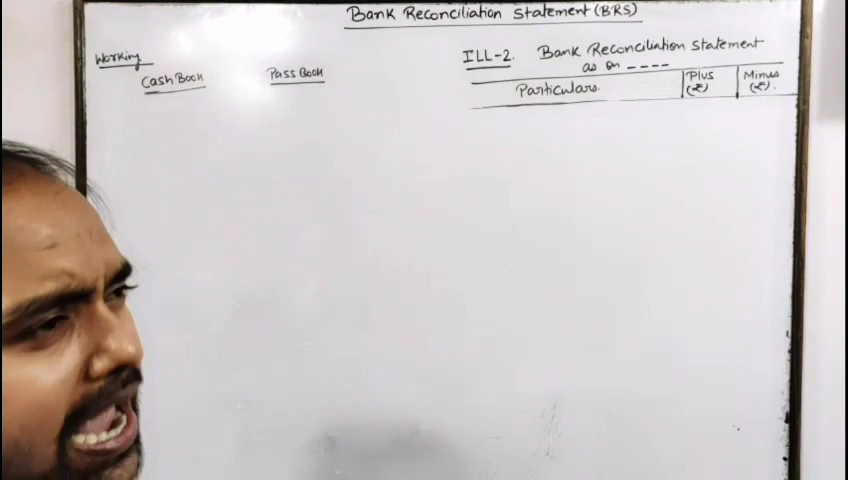 Bank Reconciliation Statement (BRS)
Working
Cash Book
Pass Book
ILL-2. Bank Reconciliation Statement
as on ----
Particulars. Plus (₹) Minus (₹).